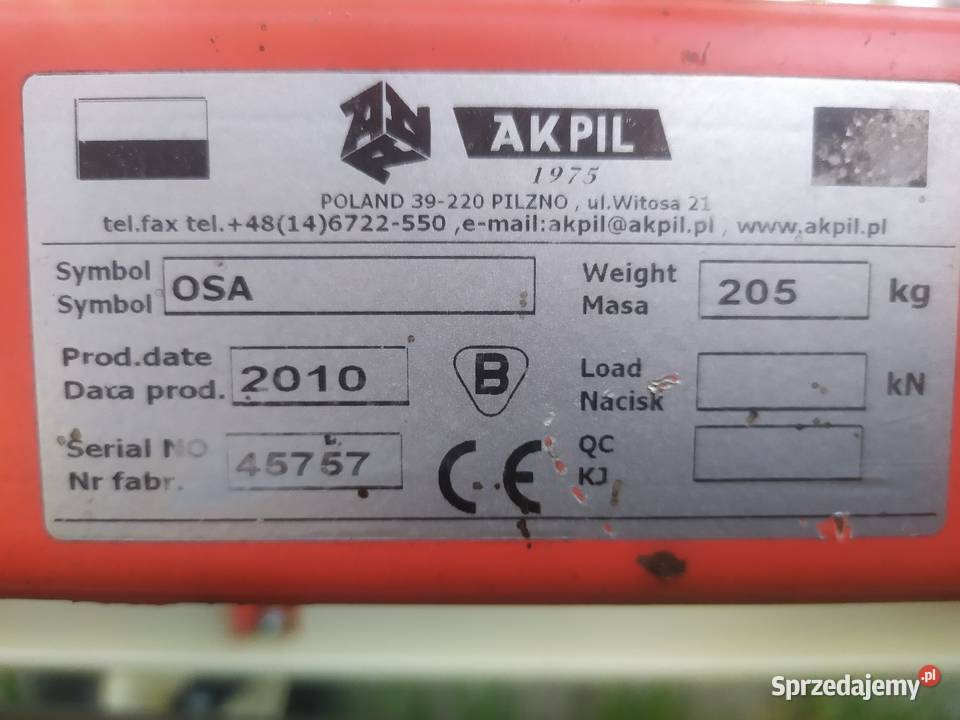 AKPIL
1975
POLAND 39-220 PILZNO , ul.Witosa 21
tel.fax tel.+48(14)6722-550 ,e-mail:akpil@akpil.pl , www.akpil.pl
Symbol
Symbol
OSA
Weight
Masa
205
kg
Prod.date
Data prod.
2010
B
Load
Nacisk
kN
Serial NO
Nr fabr.
45757
CE
QC
KJ
Sprzedajemy.pl